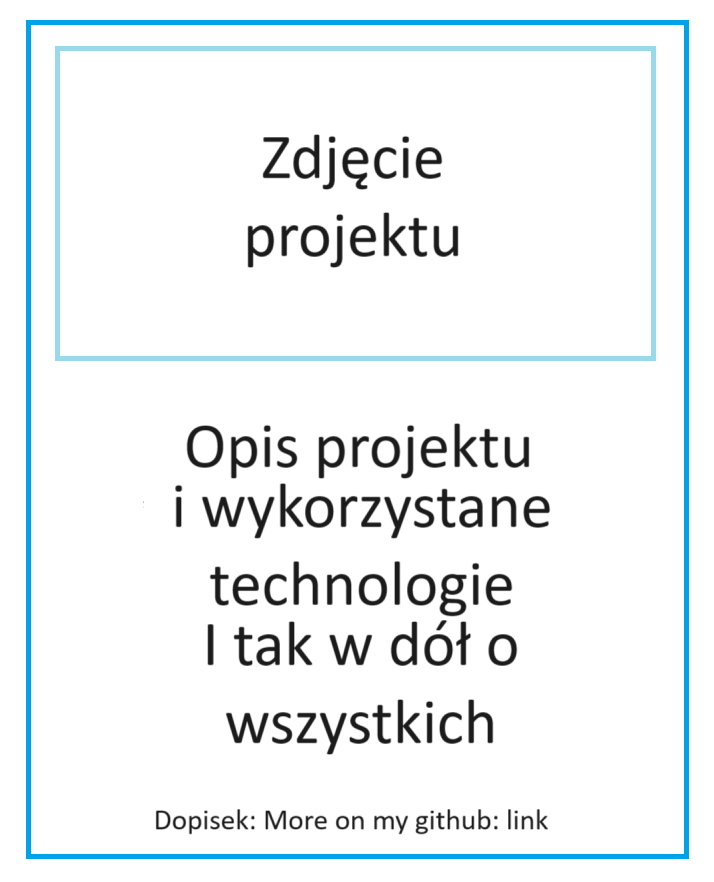 Zdjęcie
projektu
Opis projektu
i wykorzystane
technologie
I tak w dół o
wszystkich
Dopisek: More on my github: link